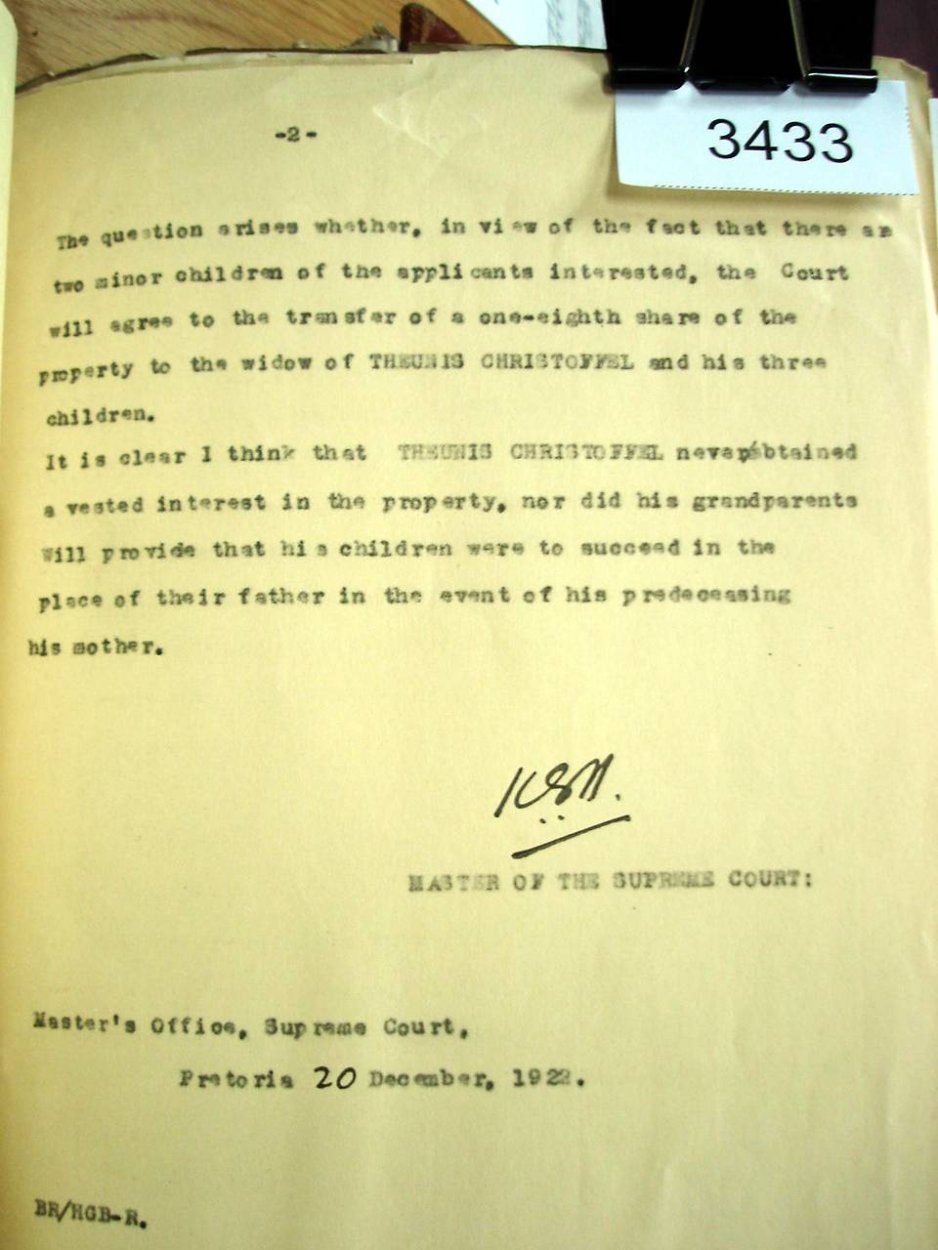 3433
-2-
The question arises whether, in view of the fact that there
two minor children of the applicants interested, the Court
will agree to the transfer of a one-eighth share of the
property to the widow of THEUNIS CHRISTOFFEL and his three
children.
It is clear I think that THEUNIS CHRISTOFFEL never obtained
a vested interest in the property, nor did his grandparents
will provide that his children were to succeed in the
place of their father in the event of his predeceasing
his mother.
MASTER OF THE SUPREME COURT:
Master's Office, Supreme Court,
Pretoria 20 December, 1922.
BR/HGB-R.